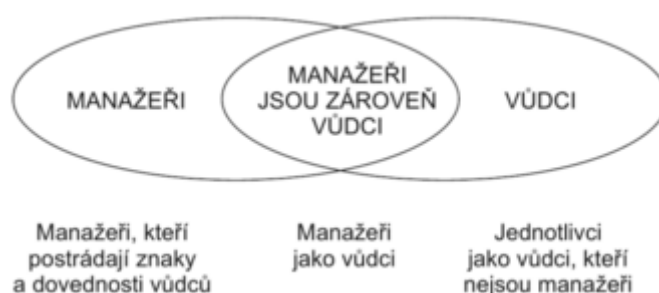 MANAŽEŘI
MANAŽEŘI
JSOU ZÁROVEŇ
VŮDCI
VŮDCI
Manažeři, kteří
postrádají znaky
a dovednosti vůdců
Manažeři
jako vůdci
Jednotlivci
jako vůdci, kteří
nejsou manažeři